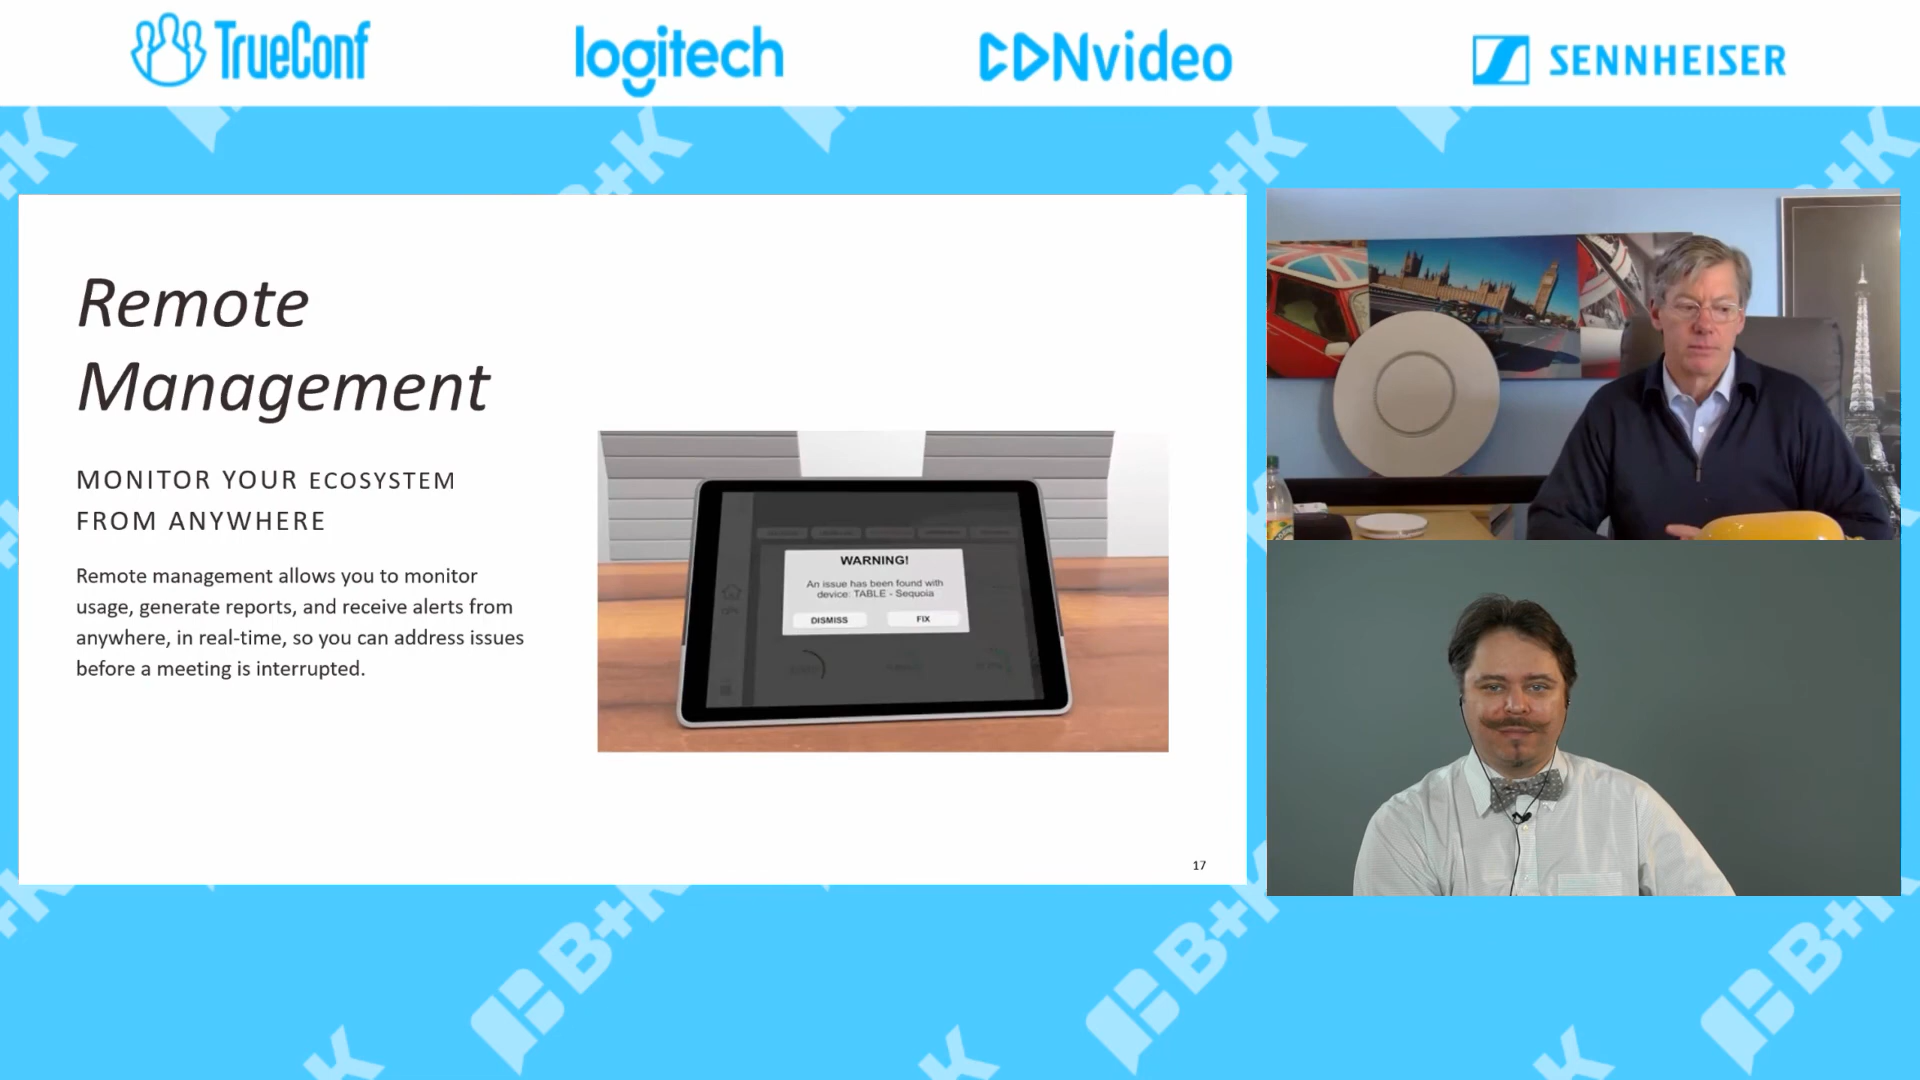 TrueConf
logitech
CDNvideo
SENNHEISER
Remote
Management
MONITOR YOUR ECOSYSTEM
FROM ANYWHERE
Remote management allows you to monitor
usage, generate reports, and receive alerts from
anywhere, in real-time, so you can address issues
before a meeting is interrupted.
WARNING!
An issue has been found with
device: TABLE - Sequoia
DISMISS
FIX
17
B+K
B+K
B+K